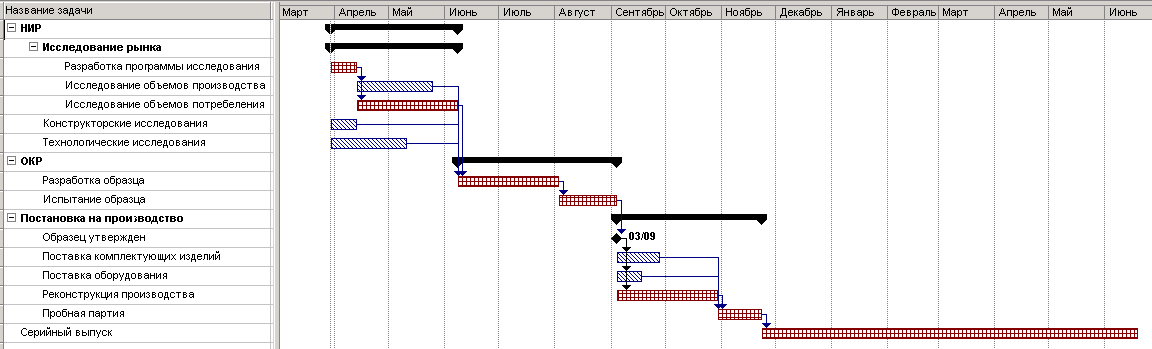 Название задачи
Март Апрель Май Июнь Июль Август Сентябрь Октябрь Ноябрь Декабрь Январь Февраль Март Апрель Май Июнь
НИР
Исследование рынка
Разработка программы исследования
Исследование объемов производства
Исследование объемов потребеления
Конструкторские исследования
Технологические исследования
ОКР
Разработка образца
Испытание образца
Постановка на производство
Образец утвержден 03/09
Поставка комплектующих изделий
Поставка оборудования
Реконструкция производства
Пробная партия
Серийный выпуск